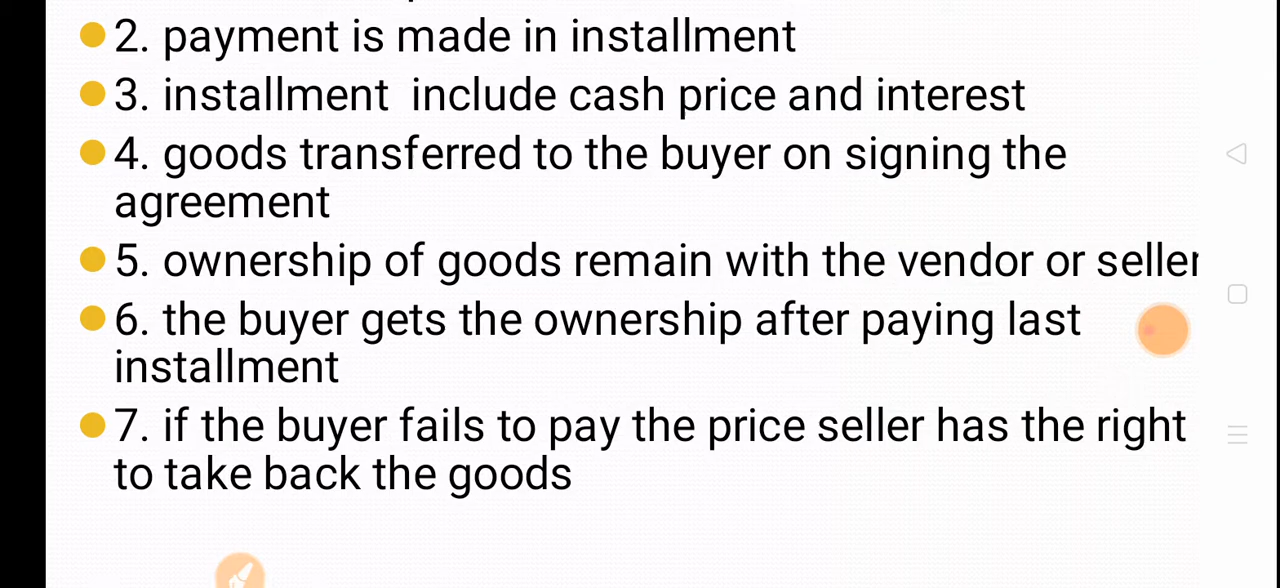 2. payment is made in installment
3. installment include cash price and interest
4. goods transferred to the buyer on signing the
agreement
5. ownership of goods remain with the vendor or seller
6. the buyer gets the ownership after paying last
installment
7. if the buyer fails to pay the price seller has the right
to take back the goods